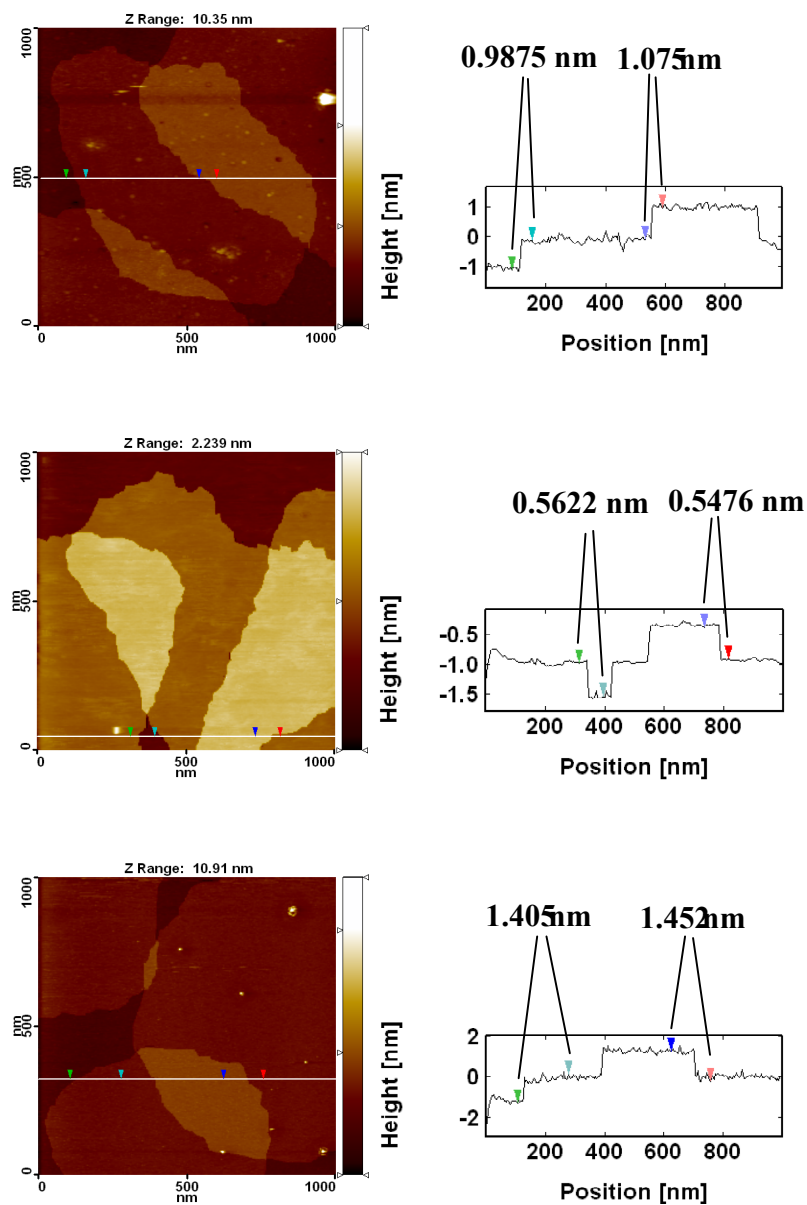 Z Range: 10.35 nm
1000
500
0
nm
0 500 1000
nm
Height [nm]
0.9875 nm 1.075nm
1
0
-1
200 400 600 800
Position [nm]
Z Range: 2.239 nm
1000
500
0
nm
0 500 1000
nm
Height [nm]
0.5622 nm 0.5476 nm
-0.5
-1.0
-1.5
200 400 600 800
Position [nm]
Z Range: 10.91 nm
1000
500
0
nm
0 500 1000
nm
Height [nm]
1.405nm 1.452nm
2
0
-2
200 400 600 800
Position [nm]